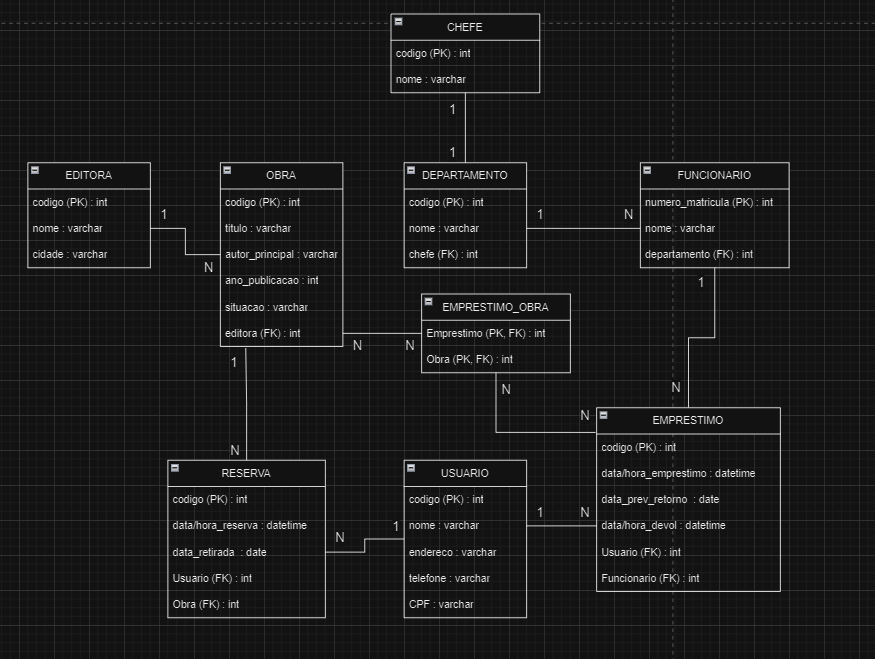 CHEFE
codigo (PK) : int
nome : varchar
1
1
EDITORA
codigo (PK) : int
nome : varchar
cidade : varchar
1
N
OBRA
codigo (PK) : int
titulo : varchar
autor_principal : varchar
ano_publicacao : int
situacao : varchar
editora (FK) : int
DEPARTAMENTO
codigo (PK) : int
nome : varchar
chefe (FK) : int
1
N
FUNCIONARIO
numero_matricula (PK) : int
nome : varchar
departamento (FK) : int
1
N
EMPRESTIMO_OBRA
Emprestimo (PK, FK) : int
Obra (PK, FK) : int
N
N
N
N
1
N
RESERVA
codigo (PK) : int
data/hora_reserva : datetime
data_retirada : date
Usuario (FK) : int
Obra (FK) : int
N
1
USUARIO
codigo (PK) : int
nome : varchar
endereco : varchar
telefone : varchar
CPF : varchar
1
N
EMPRESTIMO
codigo (PK) : int
data/hora_emprestimo : datetime
data_prev_retorno : date
data/hora_devol : datetime
Usuario (FK) : int
Funcionario (FK) : int